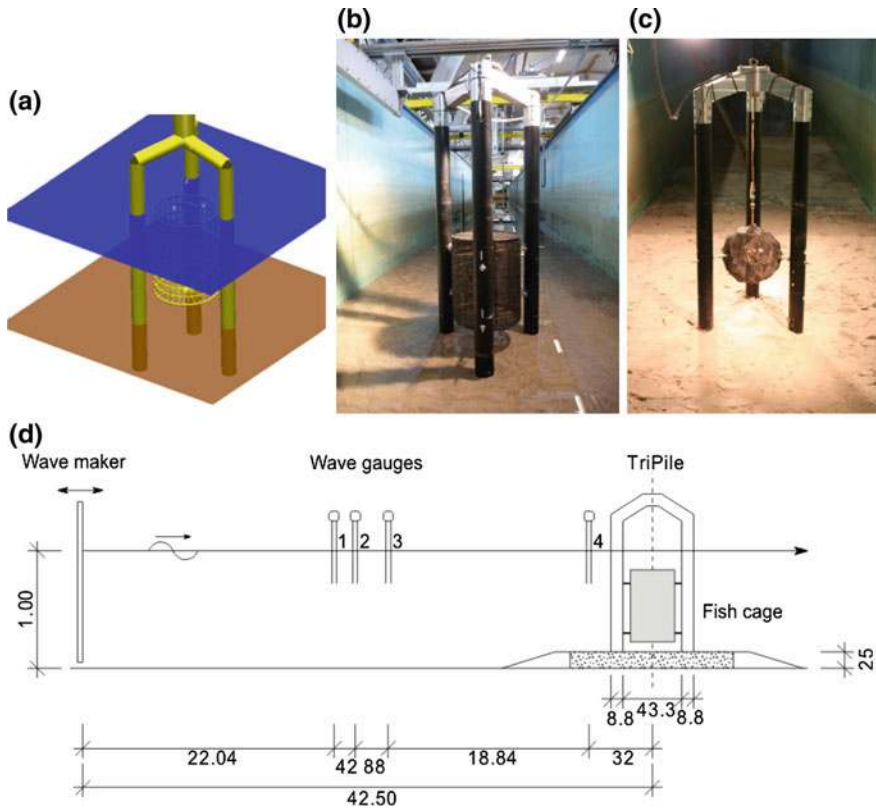 (a)
(b)
(c)
(d)
Wave maker
Wave gauges
TriPile
1
2
3
4
1.00
Fish cage
25
8.8
43.3
8.8
22.04
42
88
18.84
32
42.50